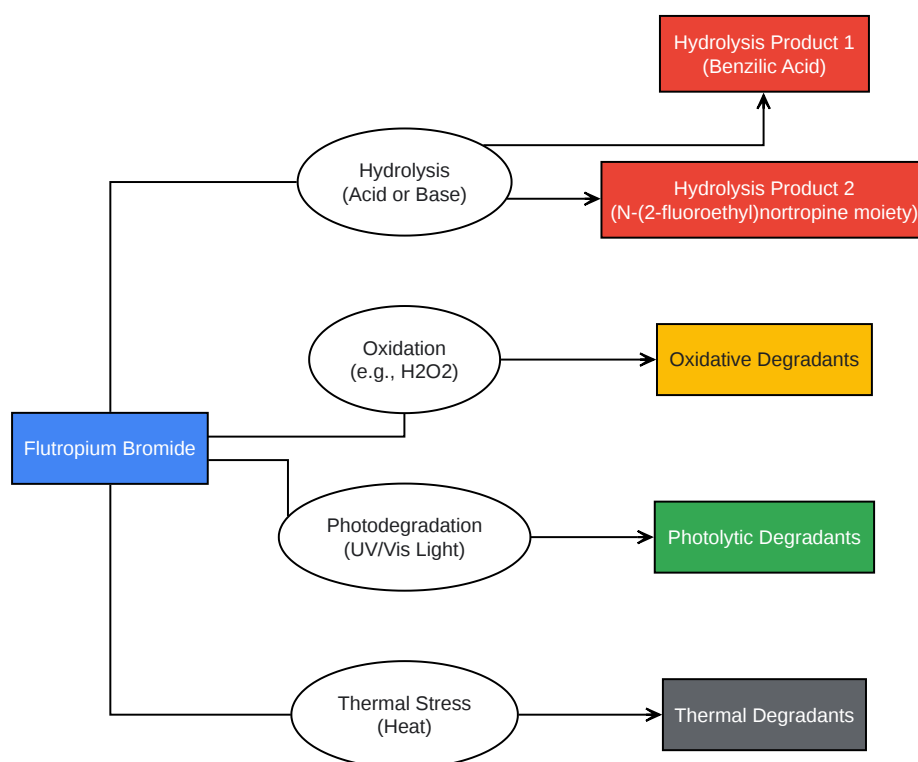 Hydrolysis Product 1
(Benzilic Acid)
Hydrolysis
(Acid or Base)
Hydrolysis Product 2
(N-(2-fluoroethyl)nortropine moiety)
Oxidation
(e.g., H2O2)
Oxidative Degradants
Flutropium Bromide
Photodegradation
(UV/Vis Light)
Photolytic Degradants
Thermal Stress
(Heat)
Thermal Degradants